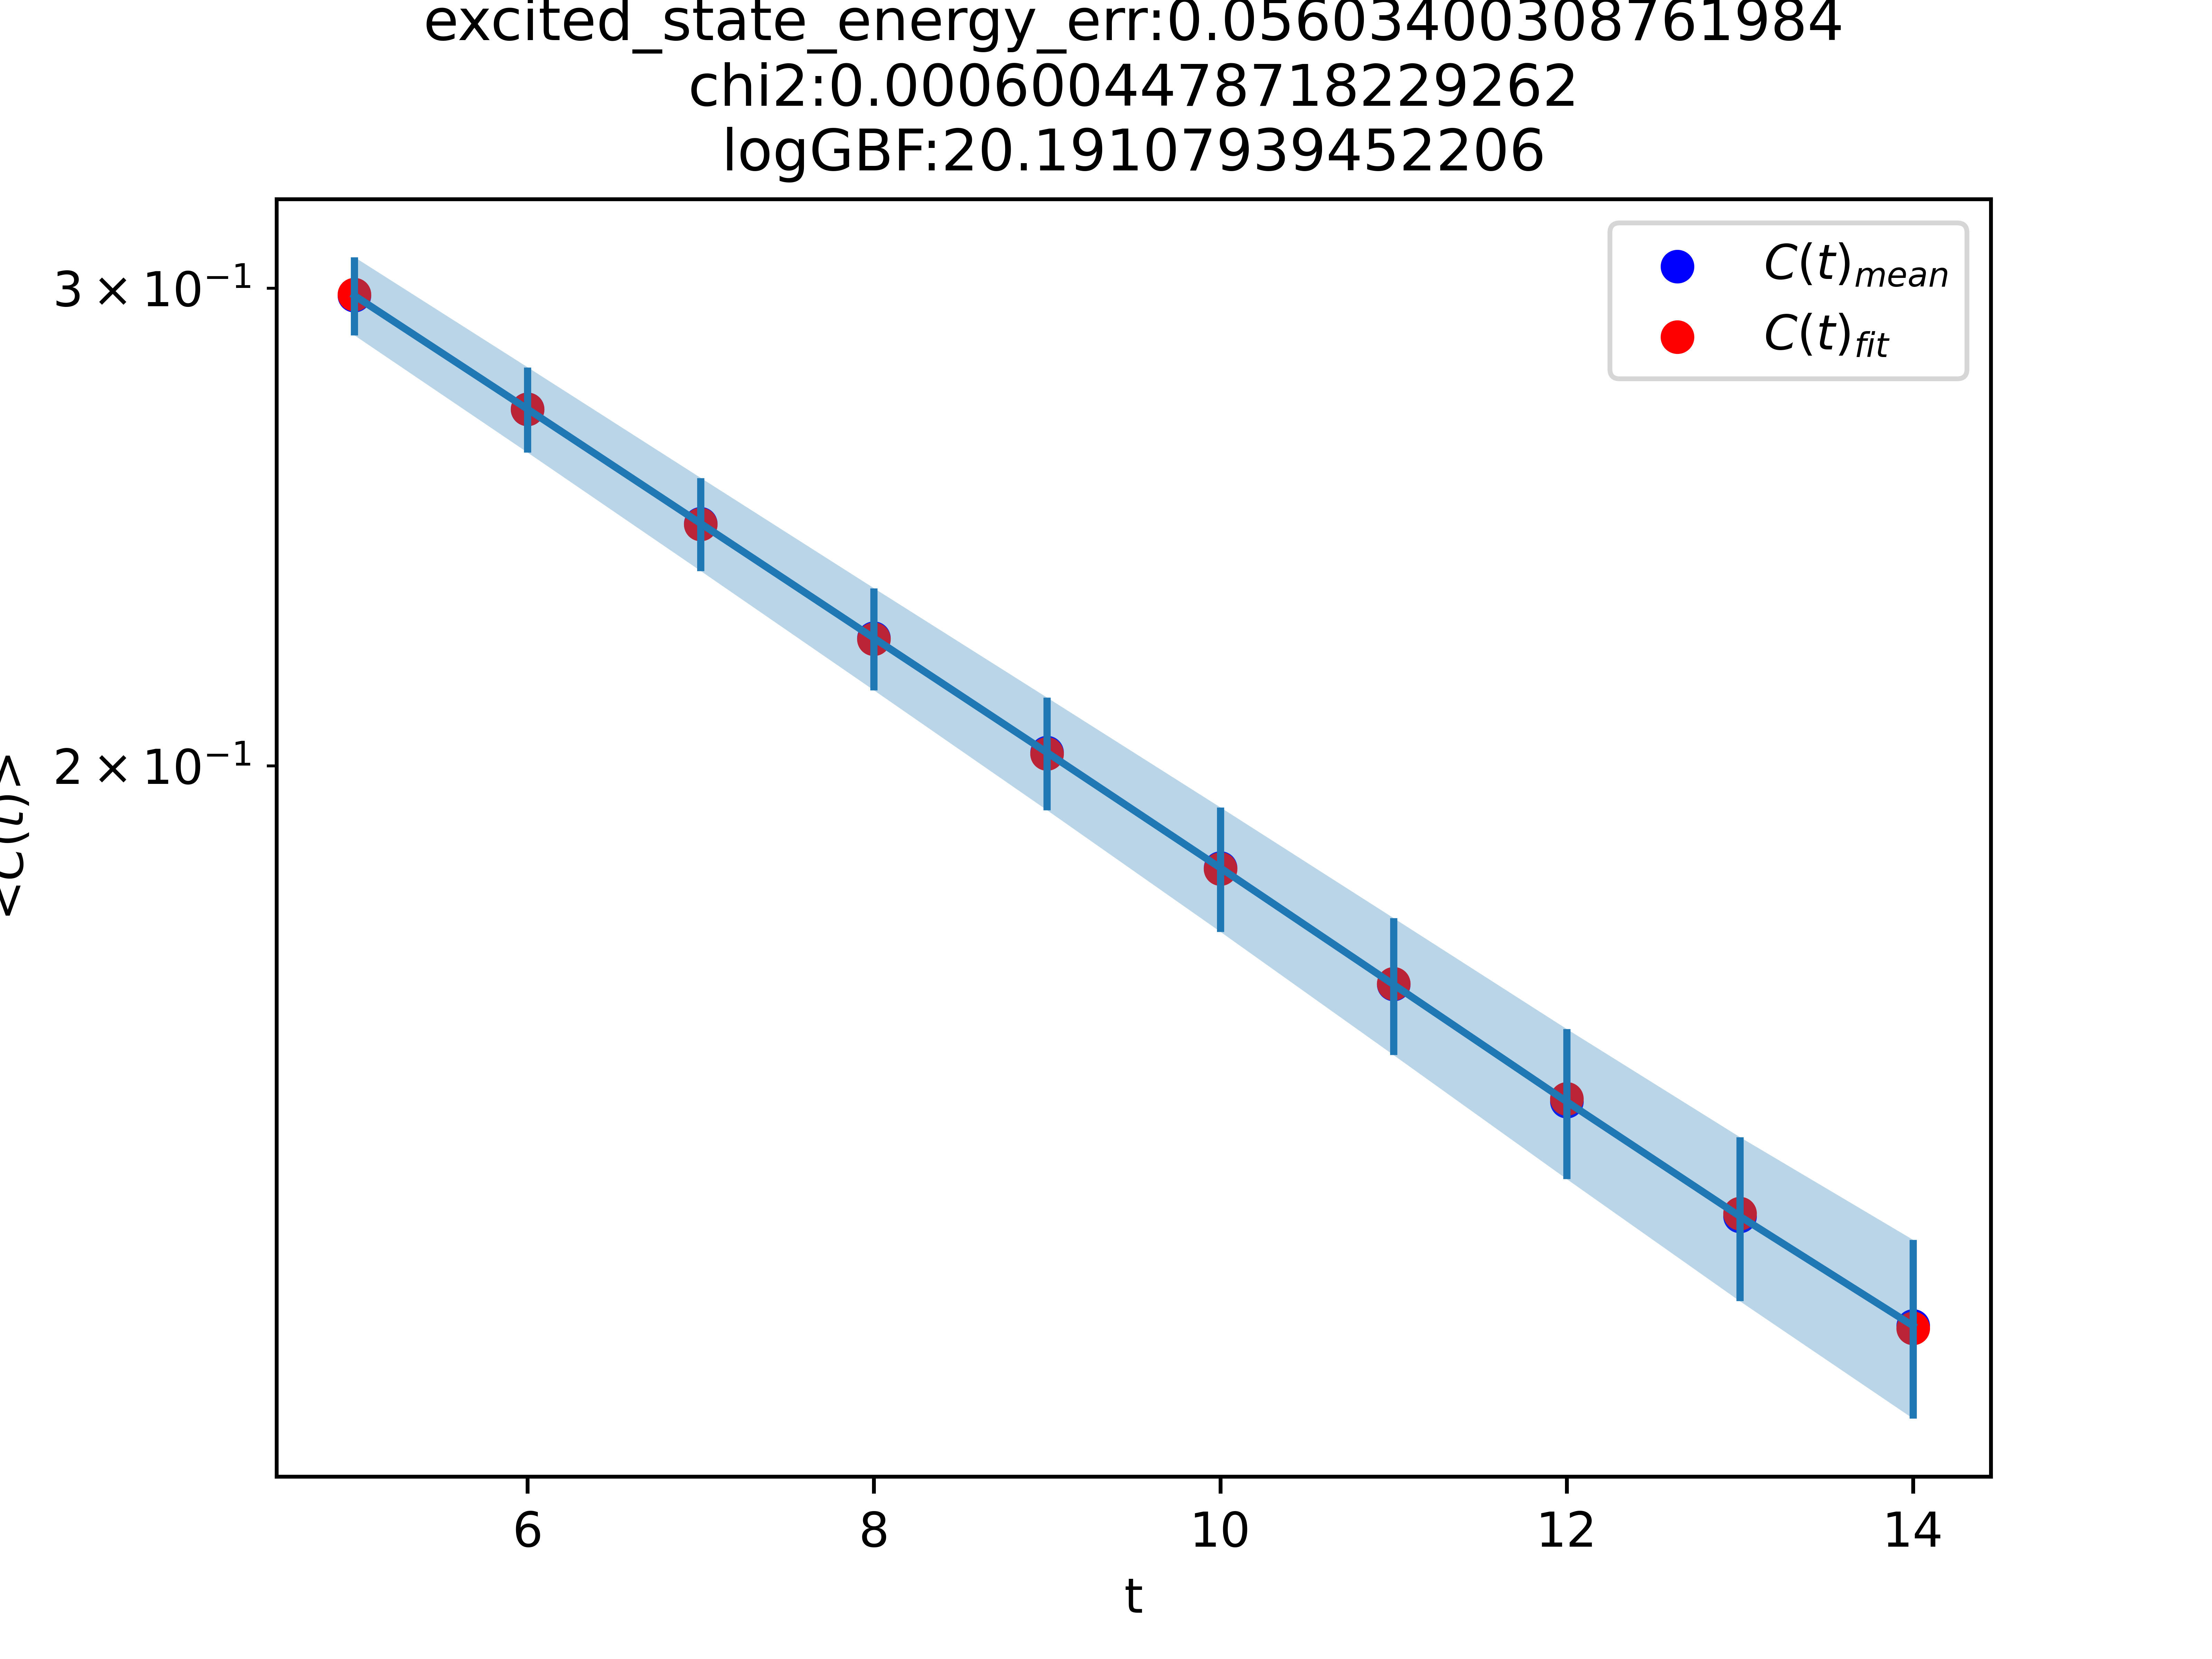 excited_state_energy_err:0.05603400308761984
chi2:0.0006004478718229262
logGBF:20.19107939452206
C(t)mean
C(t)fit
3 × 10⁻¹
2 × 10⁻¹
<C(t)>
6 8 10 12 14
t